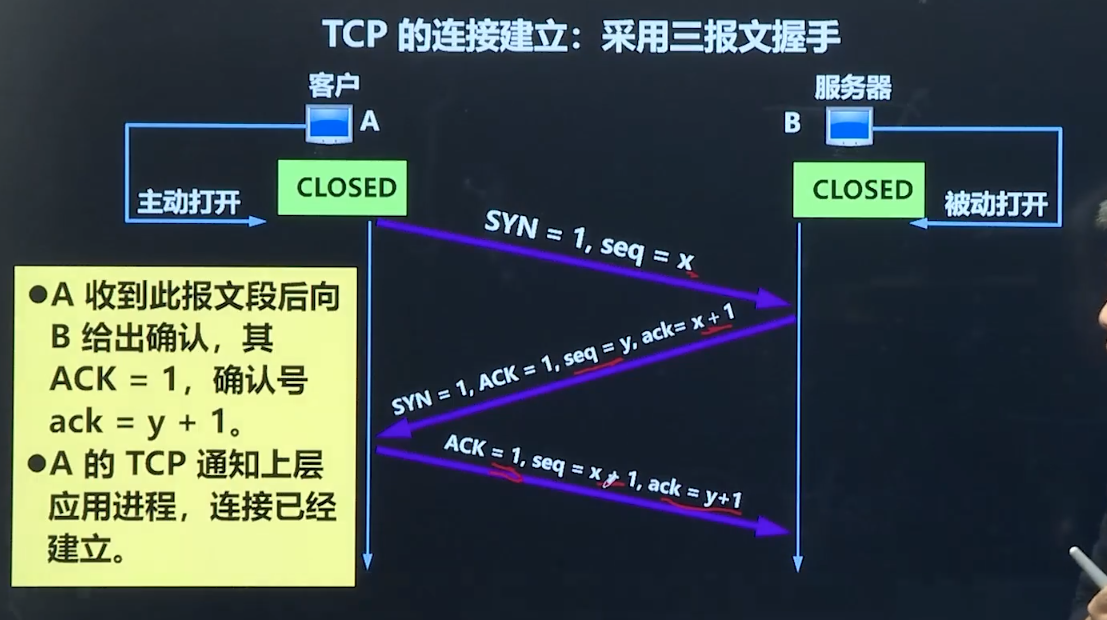 TCP 的连接建立：采用三报文握手
客户
服务器
A
B
CLOSED
CLOSED
主动打开
被动打开
SYN = 1, seq = x
SYN = 1, ACK = 1, seq = y, ack= x + 1
ACK = 1, seq = x + 1, ack = y+1
●A 收到此报文段后向
B 给出确认，其
ACK = 1，确认号
ack = y + 1。
●A 的 TCP 通知上层
应用进程，连接已经
建立。